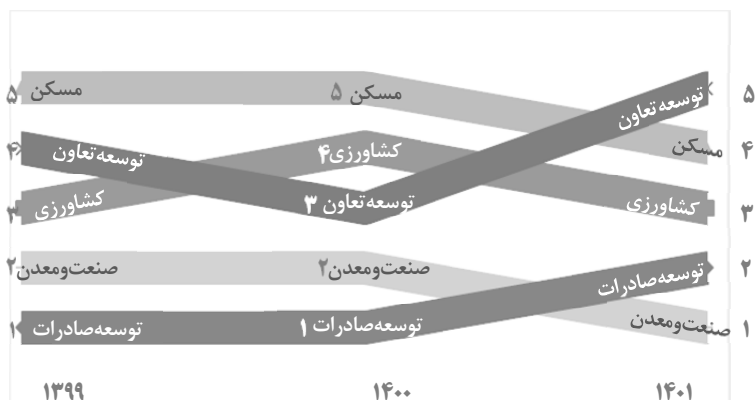 ۵ مسکن مسکن ۵ توسعه‌تعاون ۵
۴ توسعه‌تعاون کشاورزی۴ مسکن ۴
۳ کشاورزی توسعه‌تعاون ۳ کشاورزی ۳
۲ صنعت‌ومعدن صنعت‌ومعدن۲ توسعه‌صادرات ۲
۱ توسعه‌صادرات توسعه‌صادرات ۱ صنعت‌ومعدن ۱
۱۳۹۹ ۱۴۰۰ ۱۴۰۱